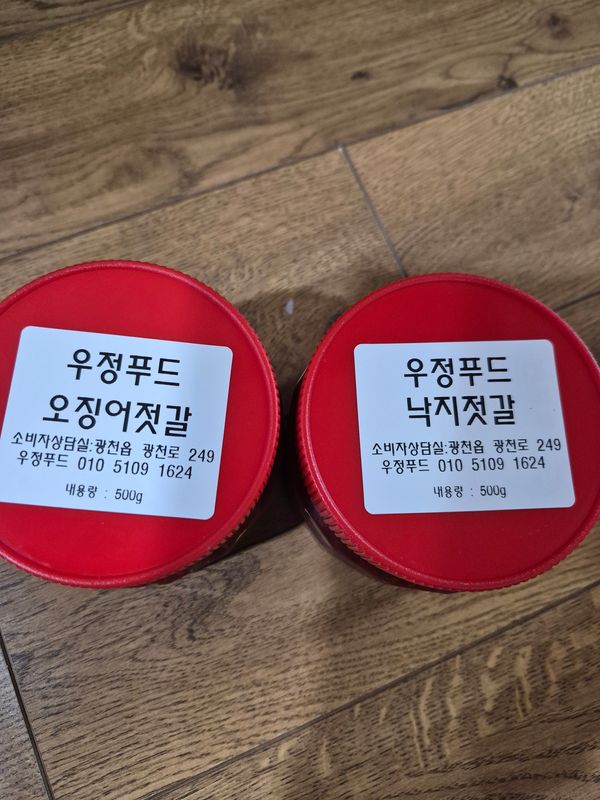 우정푸드
오징어젓갈
소비자상담실:광천읍 광천로 249
우정푸드 010 5109 1624
내용량 : 500g
우정푸드
낙지젓갈
소비자상담실:광천읍 광천로 249
우정푸드 010 5109 1624
내용량 : 500g